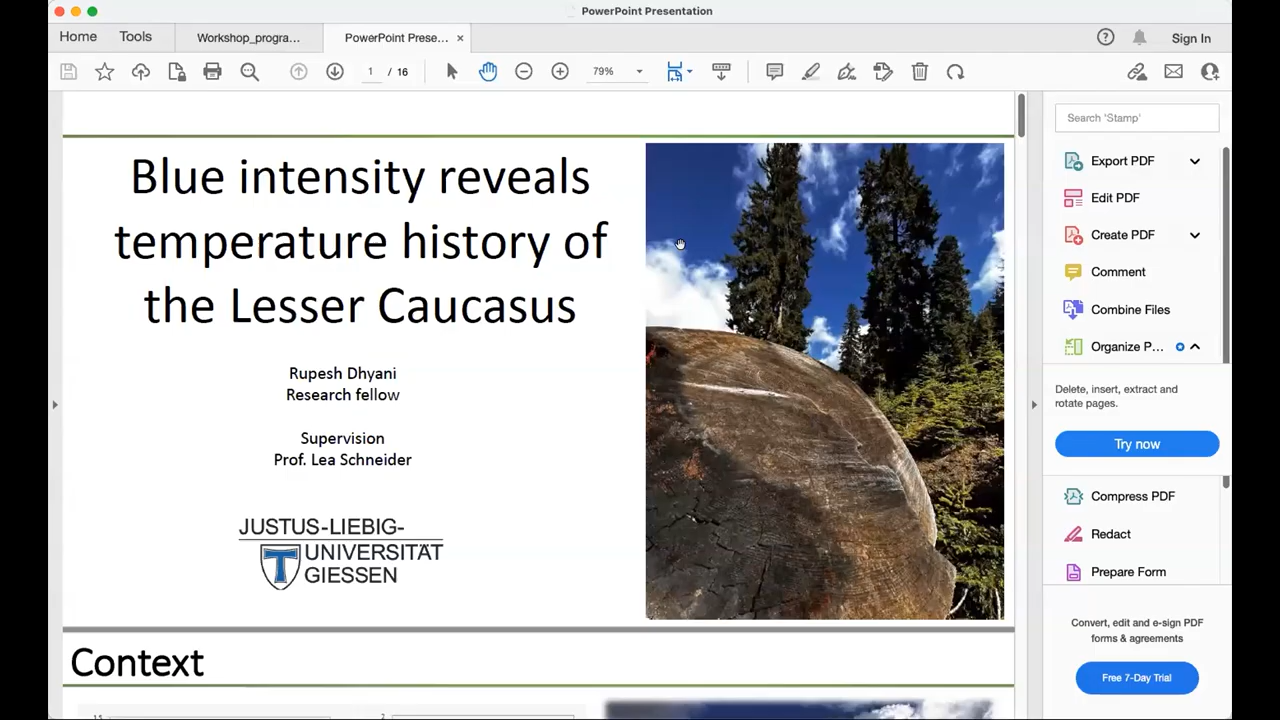 PowerPoint Presentation
Home
Tools
Workshop_progra...
PowerPoint Prese...
×
Sign In
1 / 16
79%
Blue intensity reveals
temperature history of
the Lesser Caucasus
Rupesh Dhyani
Research fellow
Supervision
Prof. Lea Schneider
JUSTUS-LIEBIG-
UNIVERSITÄT
GIESSEN
Context
15
2
Search 'Stamp'
Export PDF
Edit PDF
Create PDF
Comment
Combine Files
Organize P...
Delete, insert, extract and
rotate pages.
Try now
Compress PDF
Redact
Prepare Form
Convert, edit and e-sign PDF
forms & agreements
Free 7-Day Trial